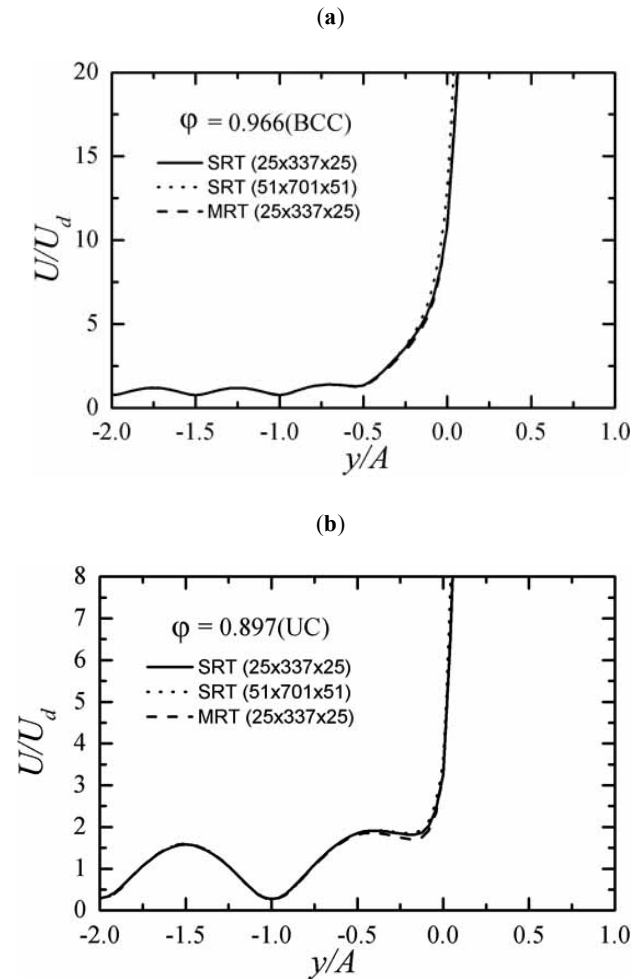 (a)
20
15
10
5
0
U/U_d
φ = 0.966(BCC)
SRT (25x337x25)
SRT (51x701x51)
MRT (25x337x25)
-2.0 -1.5 -1.0 -0.5 0.0 0.5 1.0
y/A
(b)
8
7
6
5
4
3
2
1
0
U/U_d
φ = 0.897(UC)
SRT (25x337x25)
SRT (51x701x51)
MRT (25x337x25)
-2.0 -1.5 -1.0 -0.5 0.0 0.5 1.0
y/A